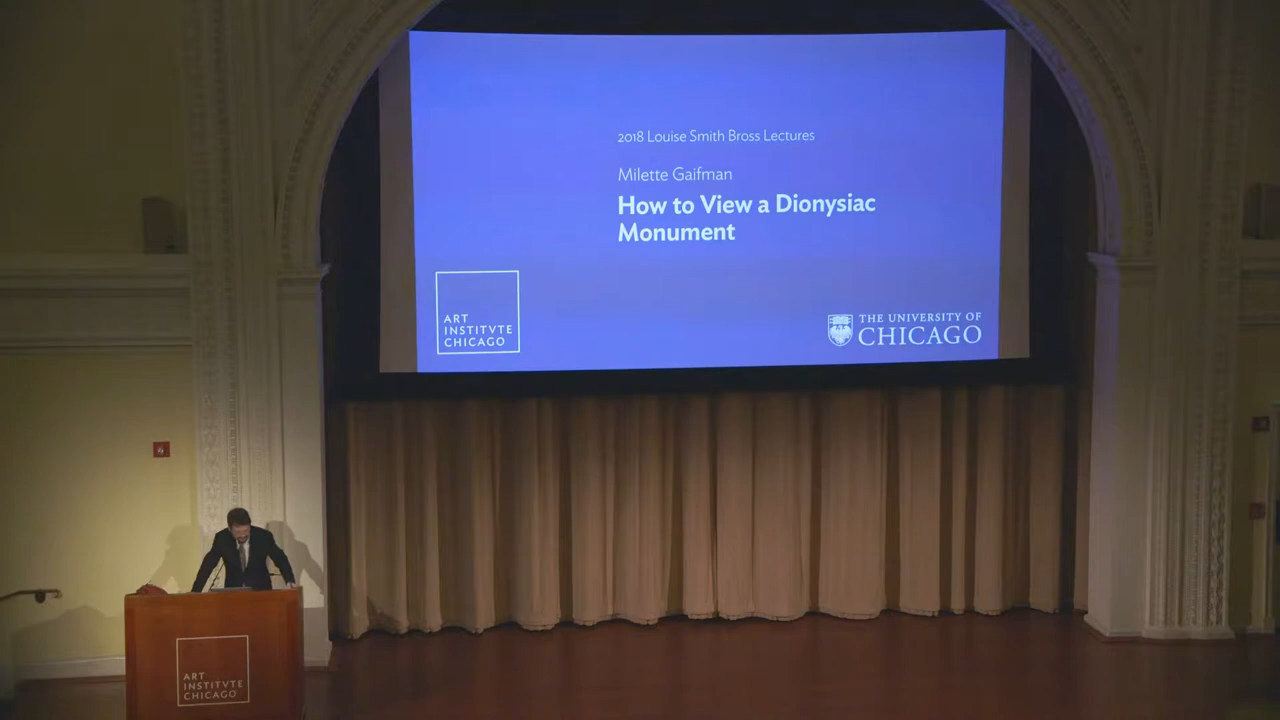 2018 Louise Smith Bross Lectures
Milette Gaifman
How to View a Dionysiac
Monument
ART
INSTITVTE
CHICAGO
THE UNIVERSITY OF
CHICAGO
ART
INSTITVTE
CHICAGO